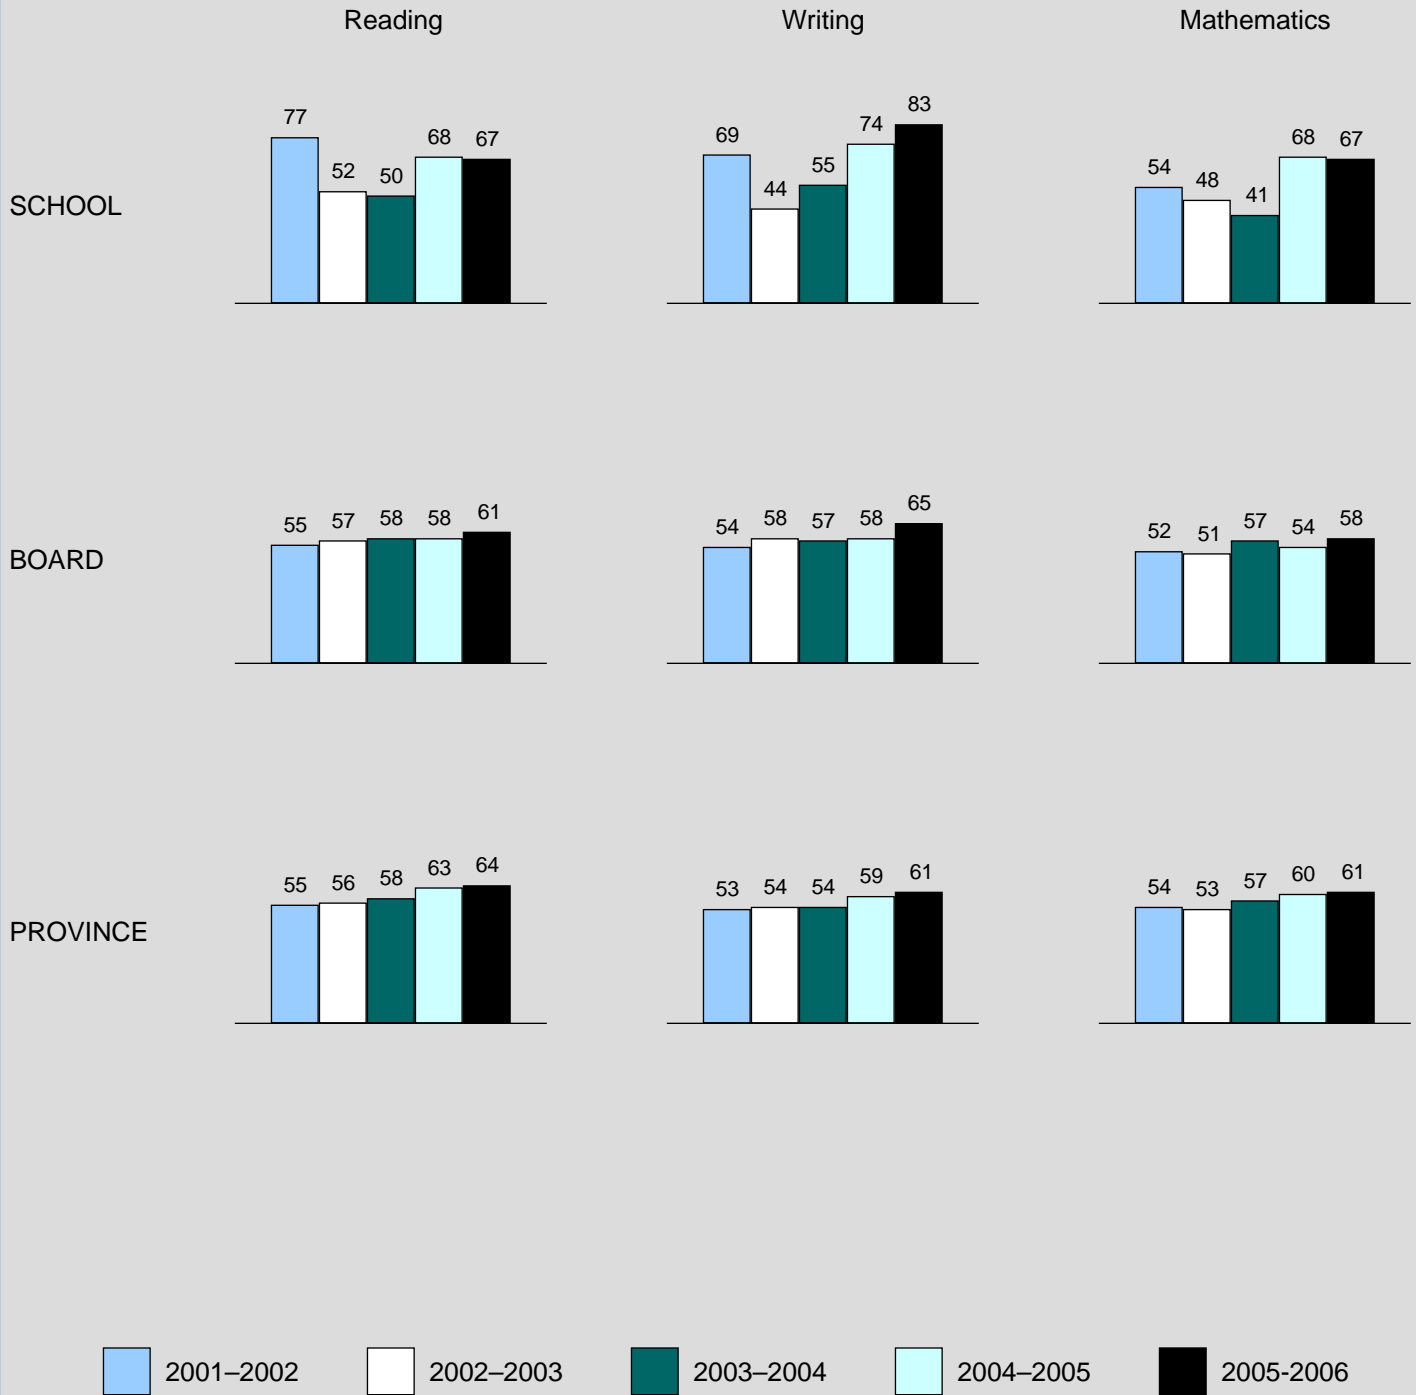 Reading Writing Mathematics
SCHOOL
77 52 50 68 67
69 44 55 74 83
54 48 41 68 67
BOARD
55 57 58 58 61
54 58 57 58 65
52 51 57 54 58
PROVINCE
55 56 58 63 64
53 54 54 59 61
54 53 57 60 61
2001–2002 2002–2003 2003–2004 2004–2005 2005-2006